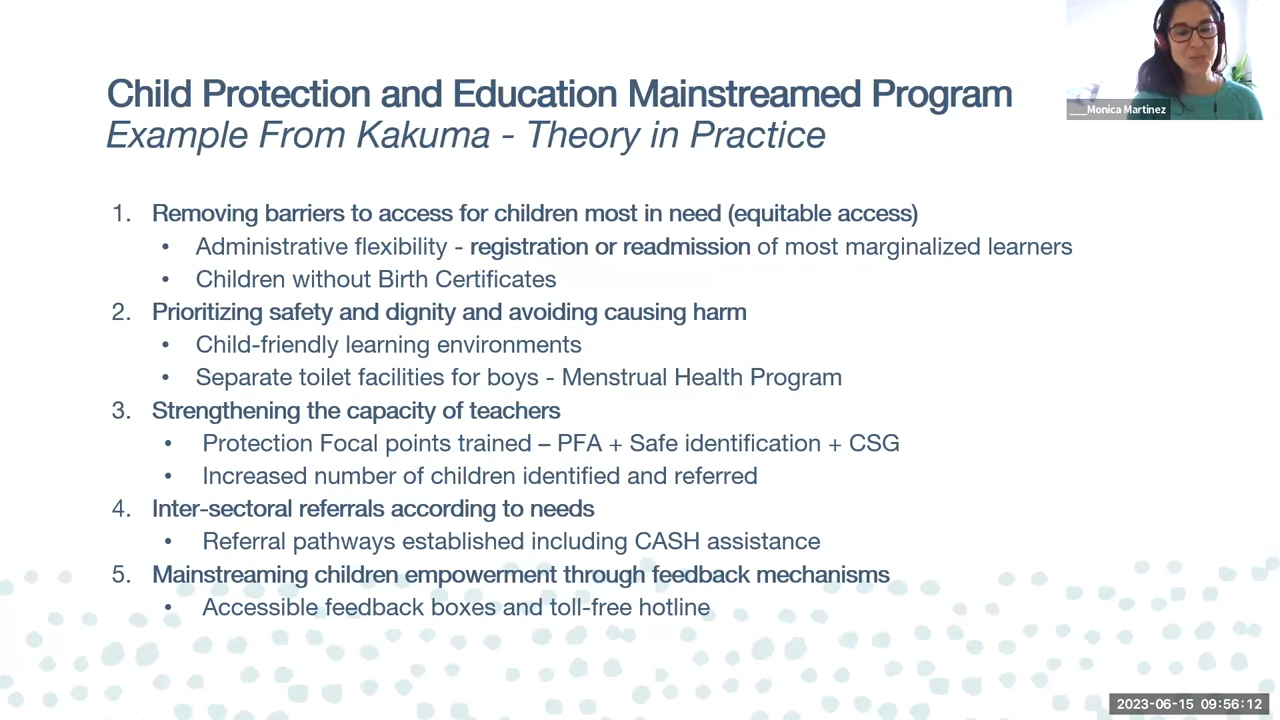 Child Protection and Education Mainstreamed Program
Example From Kakuma - Theory in Practice
___Monica Martínez
1. Removing barriers to access for children most in need (equitable access)
• Administrative flexibility - registration or readmission of most marginalized learners
• Children without Birth Certificates
2. Prioritizing safety and dignity and avoiding causing harm
• Child-friendly learning environments
• Separate toilet facilities for boys - Menstrual Health Program
3. Strengthening the capacity of teachers
• Protection Focal points trained – PFA + Safe identification + CSG
• Increased number of children identified and referred
4. Inter-sectoral referrals according to needs
• Referral pathways established including CASH assistance
5. Mainstreaming children empowerment through feedback mechanisms
• Accessible feedback boxes and toll-free hotline
2023-06-15 09:56:12